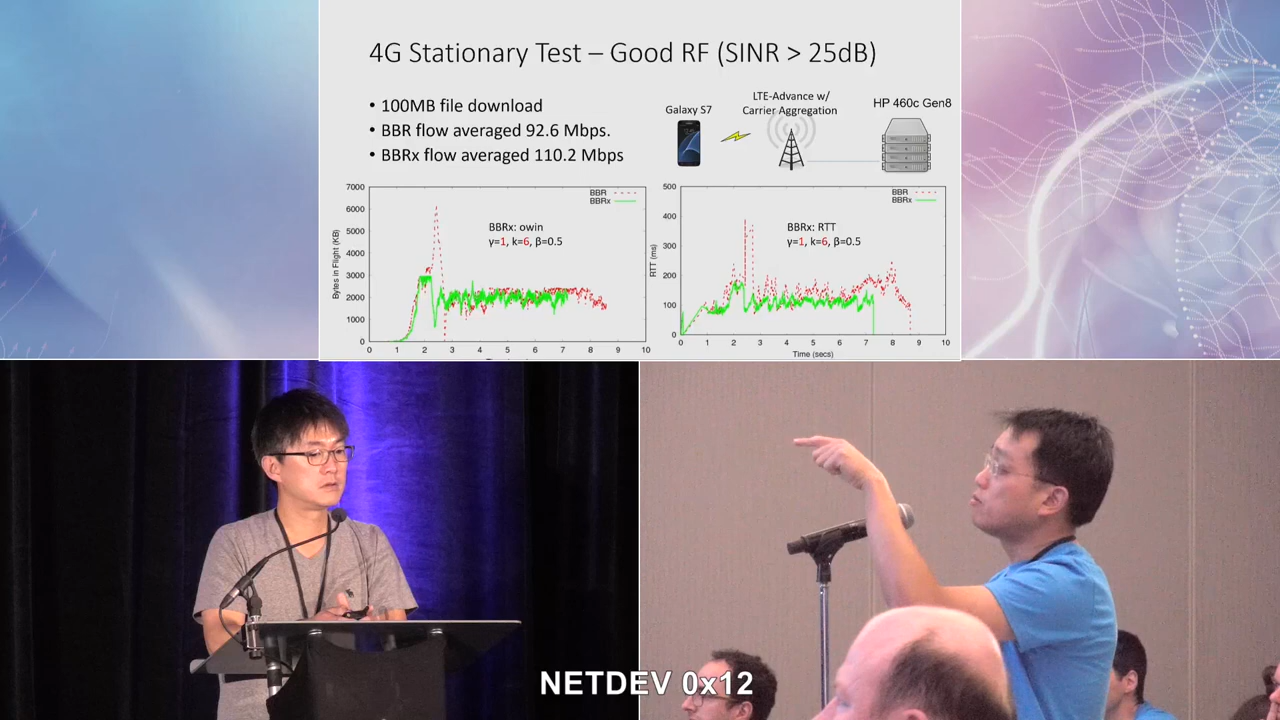 4G Stationary Test – Good RF (SINR > 25dB)
• 100MB file download
• BBR flow averaged 92.6 Mbps.
• BBRx flow averaged 110.2 Mbps
Galaxy S7
LTE-Advance w/
Carrier Aggregation
HP 460c Gen8
7000
6000
5000
4000
3000
2000
1000
0
Bytes in Flight (KB)
BBR
BBRx
BBRx: owin
γ=1, k=6, β=0.5
0 1 2 3 4 5 6 7 8 9 10
500
400
300
200
100
0
RTT (ms)
BBR
BBRx
BBRx: RTT
γ=1, k=6, β=0.5
0 1 2 3 4 5 6 7 8 9 10
Time (secs)
NETDEV 0x12